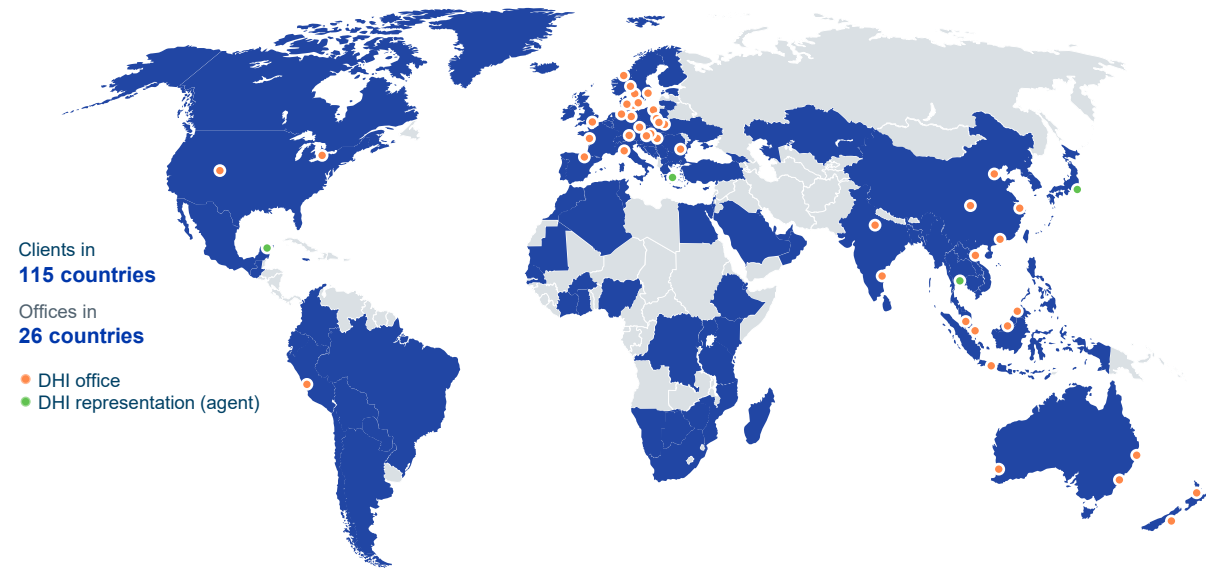 Clients in
115 countries
Offices in
26 countries
DHI office
DHI representation (agent)